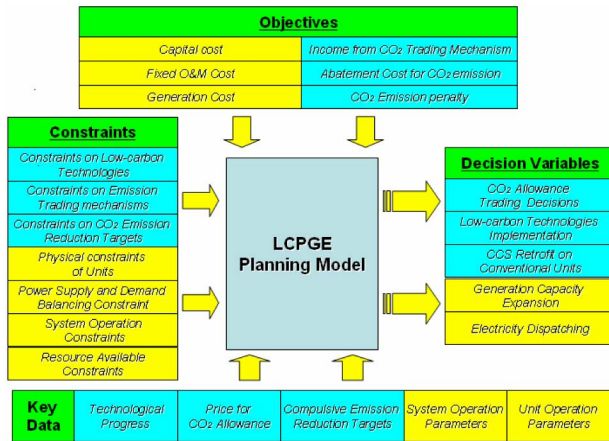 Objectives
Capital cost
Income from CO₂ Trading Mechanism
Fixed O&M Cost
Abatement Cost for CO₂ emission
Generation Cost
CO₂ Emission penalty
Constraints
Constraints on Low-carbon
Technologies
Constraints on Emission
Trading mechanisms
Constraints on CO₂ Emission
Reduction Targets
Physical constraints
of Units
Power Supply and Demand
Balancing Constraint
System Operation
Constraints
Resource Available
Constraints
LCPGE
Planning Model
Decision Variables
CO₂ Allowance
Trading Decisions
Low-carbon Technologies
Implementation
CCS Retrofit on
Conventional Units
Generation Capacity
Expansion
Electricity Dispatching
Key
Data
Technological
Progress
Price for
CO₂ Allowance
Compulsive Emission
Reduction Targets
System Operation
Parameters
Unit Operation
Parameters